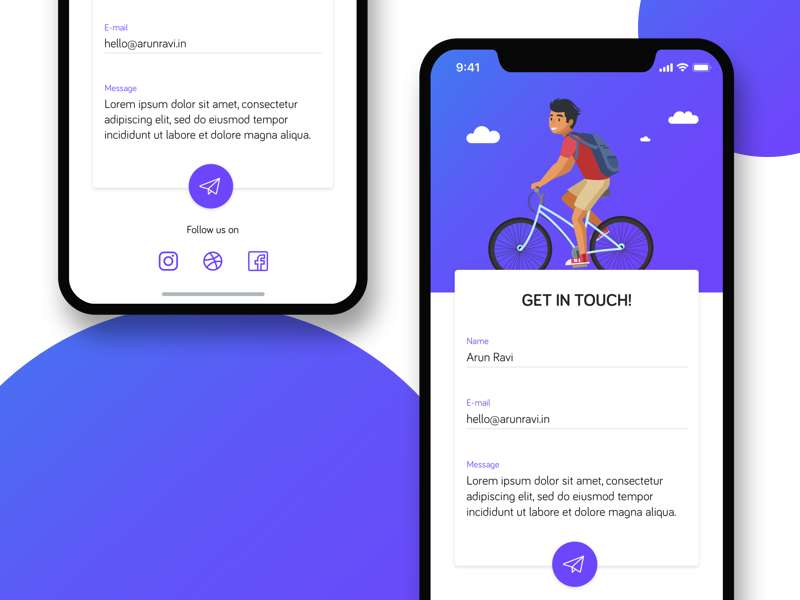 E-mail
hello@arunravi.in
Message
Lorem ipsum dolor sit amet, consectetur
adipiscing elit, sed do eiusmod tempor
incididunt ut labore et dolore magna aliqua.
Follow us on
9:41
GET IN TOUCH!
Name
Arun Ravi
E-mail
hello@arunravi.in
Message
Lorem ipsum dolor sit amet, consectetur
adipiscing elit, sed do eiusmod tempor
incididunt ut labore et dolore magna aliqua.